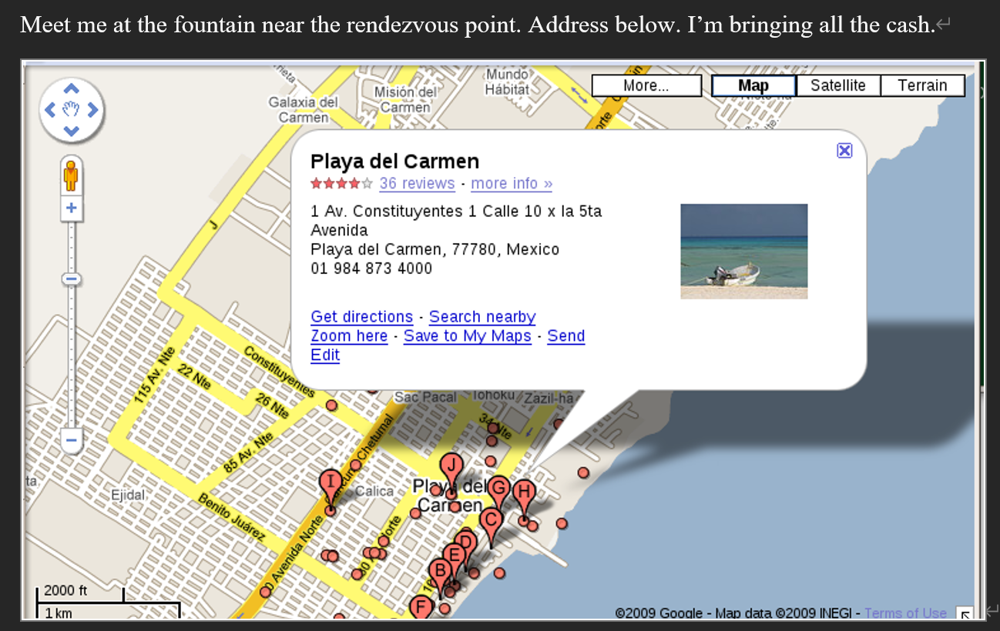 Meet me at the fountain near the rendezvous point. Address below. I’m bringing all the cash.
Galaxia del
Carmen
Misión del
Carmen
Mundo
Hábitat
More...
Map
Satellite
Terrain
Playa del Carmen
36 reviews - more info »
1 Av. Constituyentes 1 Calle 10 x la 5ta
Avenida
Playa del Carmen, 77780, Mexico
01 984 873 4000
Get directions - Search nearby
Zoom here - Save to My Maps - Send
Edit
J
Constituyentes
115 Av. Nte
22 Nte
26 Nte
85 Av. Nte
Sac Pacal
Tohoku
Zazil-ha
Ejidal
Benito Juárez
Calica
Chetumal
Avenida Norte
Playa del
Carmen
I
J
G
H
C
D
E
B
F
2000 ft
1 km
©2009 Google - Map data ©2009 INEGI - Terms of Use